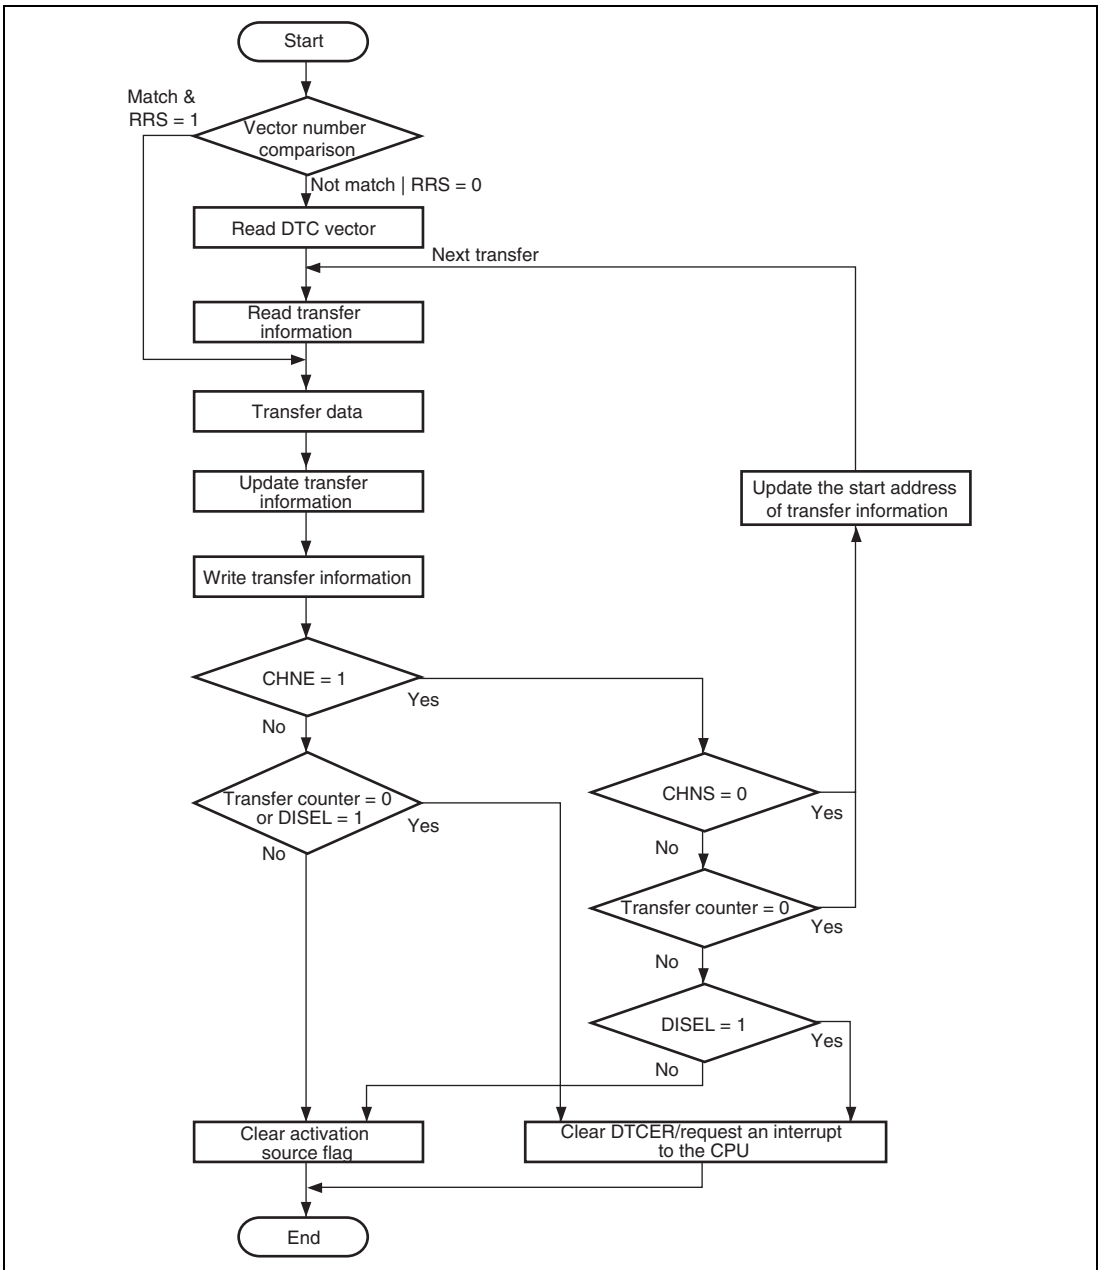 Start
Match &
RRS = 1
Vector number
comparison
Not match | RRS = 0
Read DTC vector
Next transfer
Read transfer
information
Transfer data
Update transfer
information
Update the start address
of transfer information
Write transfer information
CHNE = 1
Yes
No
Transfer counter = 0
or DISEL = 1
Yes
No
CHNS = 0
Yes
No
Transfer counter = 0
Yes
No
DISEL = 1
Yes
No
Clear activation
source flag
Clear DTCER/request an interrupt
to the CPU
End